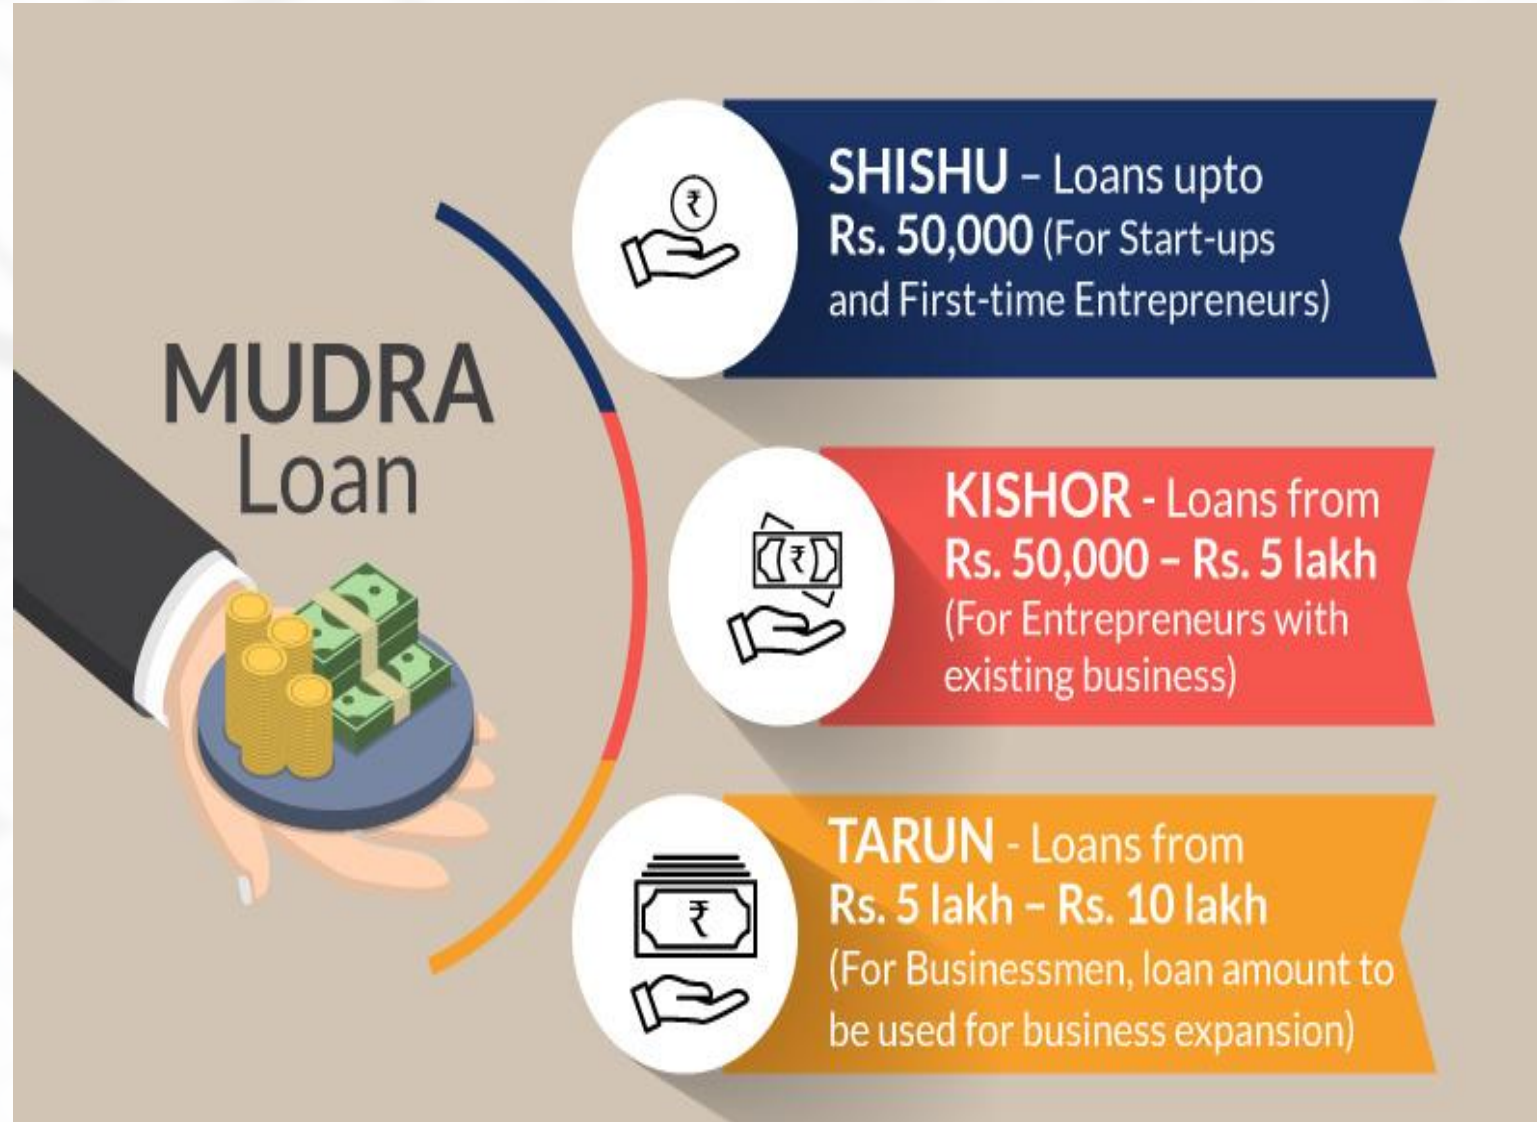 MUDRA
Loan
SHISHU – Loans upto
Rs. 50,000 (For Start-ups
and First-time Entrepreneurs)
KISHOR - Loans from
Rs. 50,000 – Rs. 5 lakh
(For Entrepreneurs with
existing business)
TARUN - Loans from
Rs. 5 lakh – Rs. 10 lakh
(For Businessmen, loan amount to
be used for business expansion)
₹
₹
₹